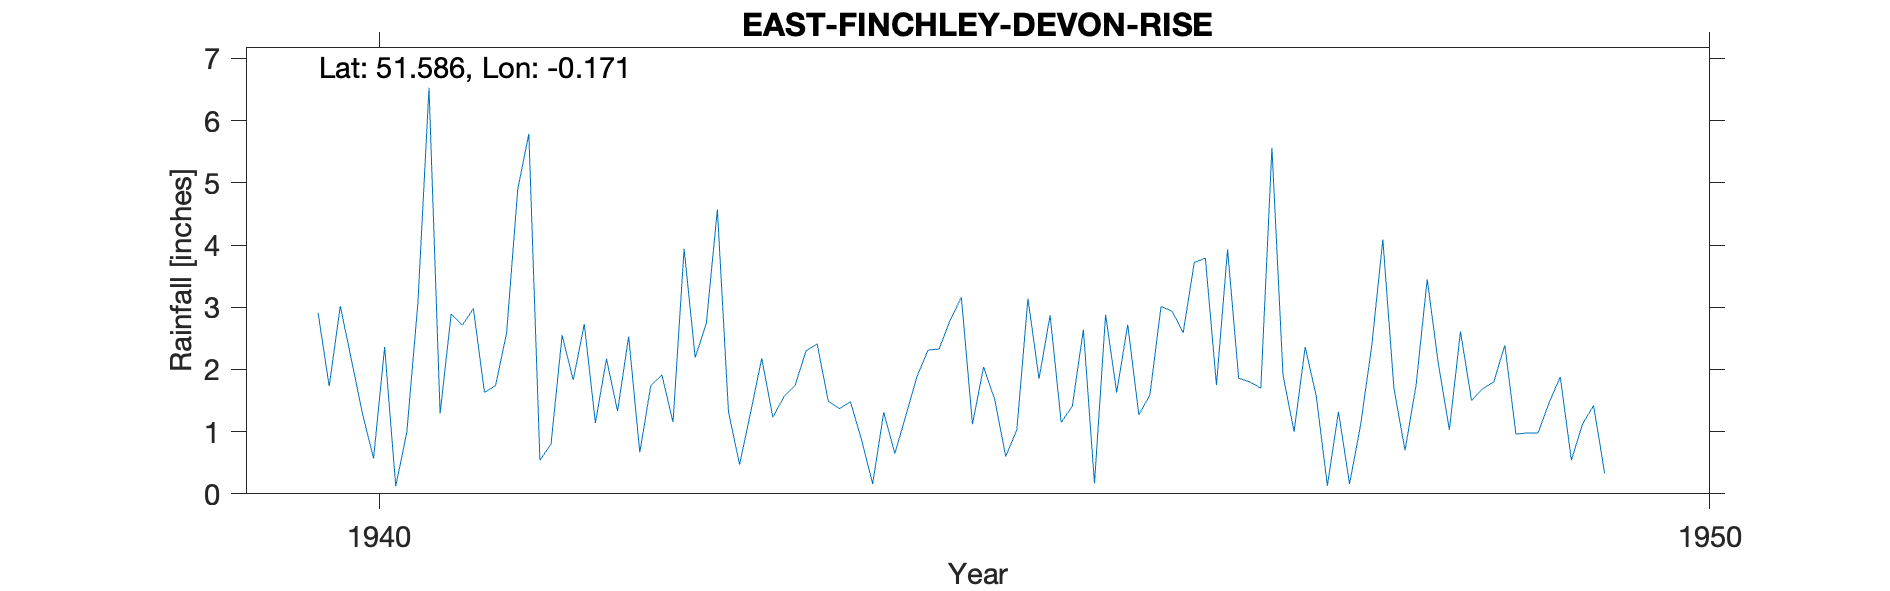 EAST-FINCHLEY-DEVON-RISE
Lat: 51.586, Lon: -0.171
Rainfall [inches]
7
6
5
4
3
2
1
0
1940
1950
Year